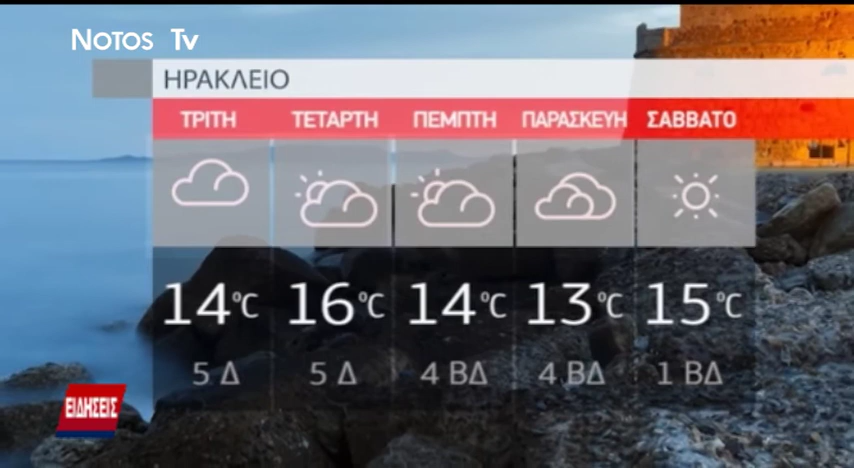 NOTOS TV
ΗΡΑΚΛΕΙΟ
ΤΡΙΤΗ ΤΕΤΑΡΤΗ ΠΕΜΠΤΗ ΠΑΡΑΣΚΕΥΗ ΣΑΒΒΑΤΟ
14°C 16°C 14°C 13°C 15°C
5 Δ 5 Δ 4 ΒΔ 4 ΒΔ 1 ΒΔ
ΕΙΔΗΣΕΙΣ